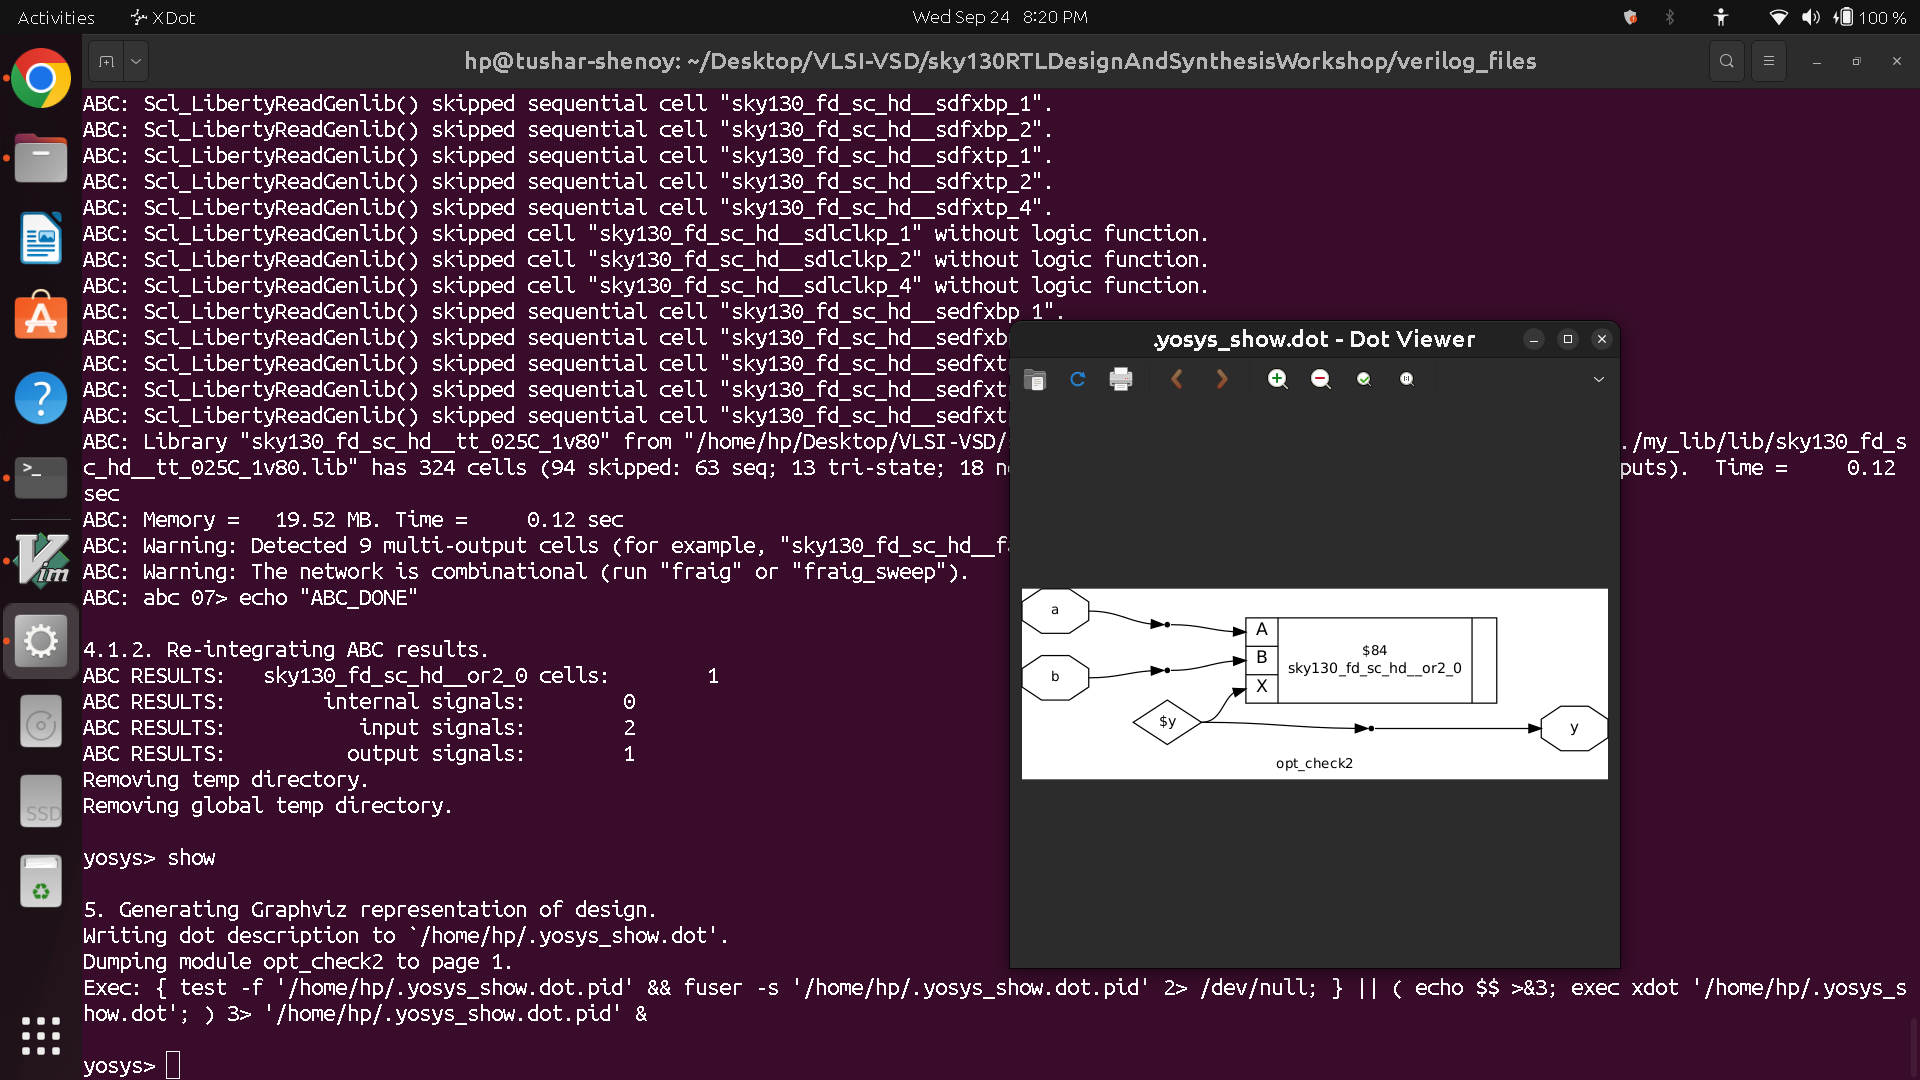 Activities
XDot
Wed Sep 24 8:20 PM
100 %
hp@tushar-shenoy: ~/Desktop/VLSI-VSD/sky130RTLDesignAndSynthesisWorkshop/verilog_files
ABC: Scl_LibertyReadGenlib() skipped sequential cell "sky130_fd_sc_hd__sdfxbp_1".
ABC: Scl_LibertyReadGenlib() skipped sequential cell "sky130_fd_sc_hd__sdfxbp_2".
ABC: Scl_LibertyReadGenlib() skipped sequential cell "sky130_fd_sc_hd__sdfxtp_1".
ABC: Scl_LibertyReadGenlib() skipped sequential cell "sky130_fd_sc_hd__sdfxtp_2".
ABC: Scl_LibertyReadGenlib() skipped sequential cell "sky130_fd_sc_hd__sdfxtp_4".
ABC: Scl_LibertyReadGenlib() skipped cell "sky130_fd_sc_hd__sdlclkp_1" without logic function.
ABC: Scl_LibertyReadGenlib() skipped cell "sky130_fd_sc_hd__sdlclkp_2" without logic function.
ABC: Scl_LibertyReadGenlib() skipped cell "sky130_fd_sc_hd__sdlclkp_4" without logic function.
ABC: Scl_LibertyReadGenlib() skipped sequential cell "sky130_fd_sc_hd__sedfxbp_1".
ABC: Scl_LibertyReadGenlib() skipped sequential cell "sky130_fd_sc_hd__sedfxb
ABC: Scl_LibertyReadGenlib() skipped sequential cell "sky130_fd_sc_hd__sedfxt
ABC: Scl_LibertyReadGenlib() skipped sequential cell "sky130_fd_sc_hd__sedfxt
ABC: Scl_LibertyReadGenlib() skipped sequential cell "sky130_fd_sc_hd__sedfxt
ABC: Library "sky130_fd_sc_hd__tt_025C_1v80" from "/home/hp/Desktop/VLSI-VSD/ ./my_lib/lib/sky130_fd_s
c_hd__tt_025C_1v80.lib" has 324 cells (94 skipped: 63 seq; 13 tri-state; 18 n puts). Time = 0.12
sec
ABC: Memory = 19.52 MB. Time = 0.12 sec
ABC: Warning: Detected 9 multi-output cells (for example, "sky130_fd_sc_hd__f
ABC: Warning: The network is combinational (run "fraig" or "fraig_sweep").
ABC: abc 07> echo "ABC_DONE"
4.1.2. Re-integrating ABC results.
ABC RESULTS: sky130_fd_sc_hd__or2_0 cells: 1
ABC RESULTS: internal signals: 0
ABC RESULTS: input signals: 2
ABC RESULTS: output signals: 1
Removing temp directory.
Removing global temp directory.
yosys> show
5. Generating Graphviz representation of design.
Writing dot description to `/home/hp/.yosys_show.dot'.
Dumping module opt_check2 to page 1.
Exec: { test -f '/home/hp/.yosys_show.dot.pid' && fuser -s '/home/hp/.yosys_show.dot.pid' 2> /dev/null; } || ( echo $$ >&3; exec xdot '/home/hp/.yosys_s
how.dot'; ) 3> '/home/hp/.yosys_show.dot.pid' &
yosys>
.yosys_show.dot - Dot Viewer
a
b
$y
A
B
X
$84
sky130_fd_sc_hd__or2_0
y
opt_check2
Vim
SSD